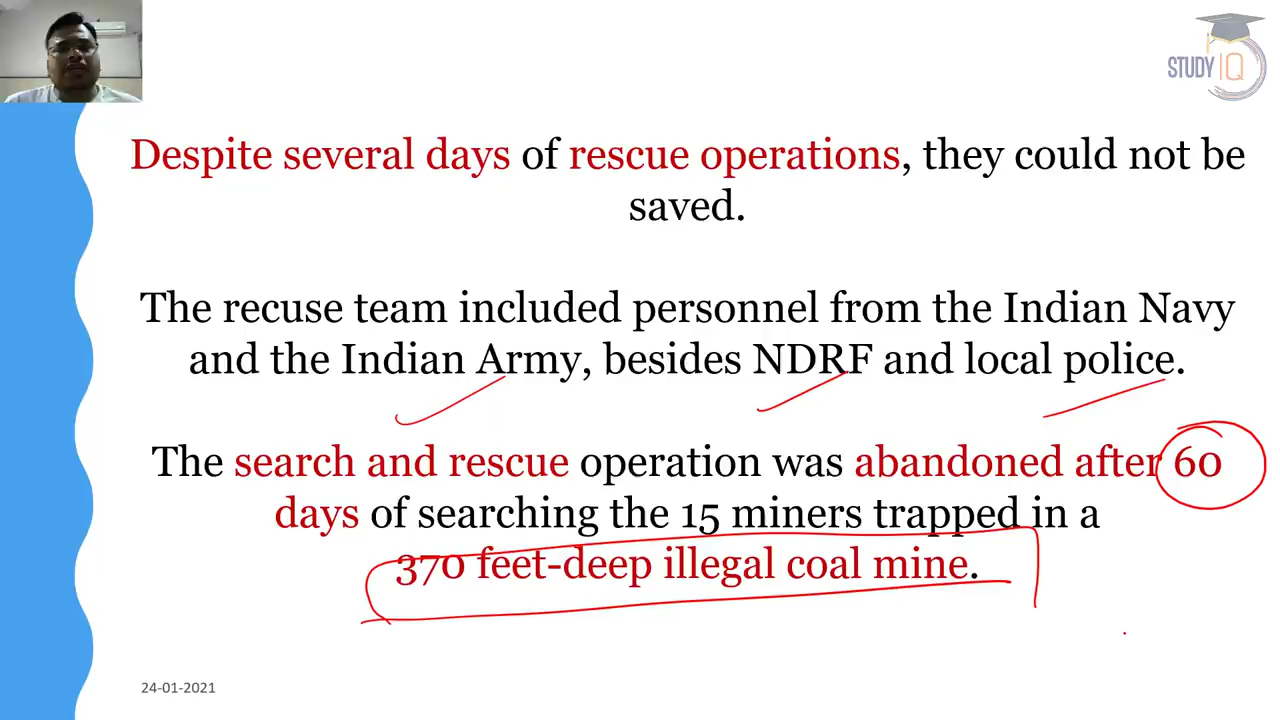 STUDY IQ
Despite several days of rescue operations, they could not be
saved.
The recuse team included personnel from the Indian Navy
and the Indian Army, besides NDRF and local police.
The search and rescue operation was abandoned after 60
days of searching the 15 miners trapped in a
370 feet-deep illegal coal mine.
24-01-2021